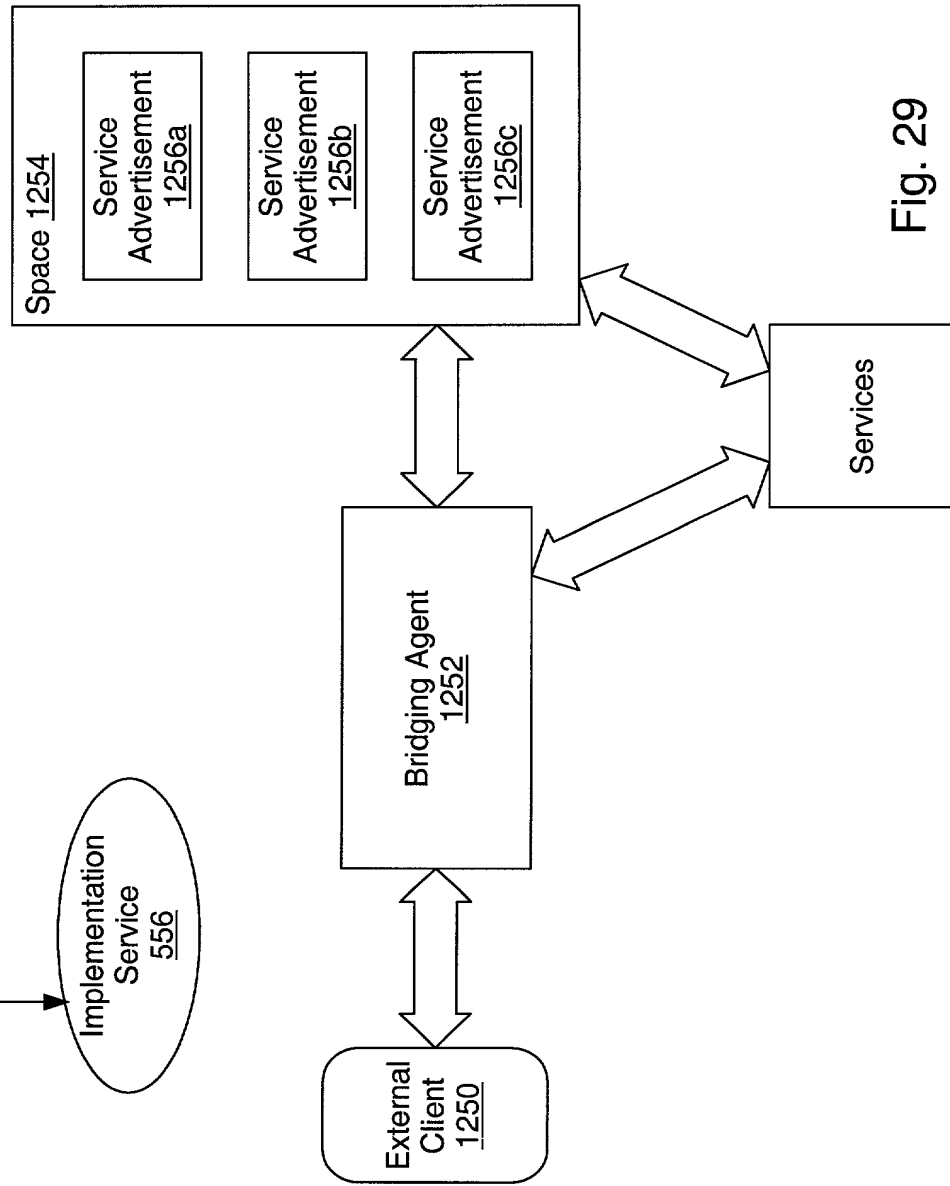 Implementation
Service
556
External
Client
1250
Bridging Agent
1252
Space 1254
Service
Advertisement
1256a
Service
Advertisement
1256b
Service
Advertisement
1256c
Services
Fig. 29